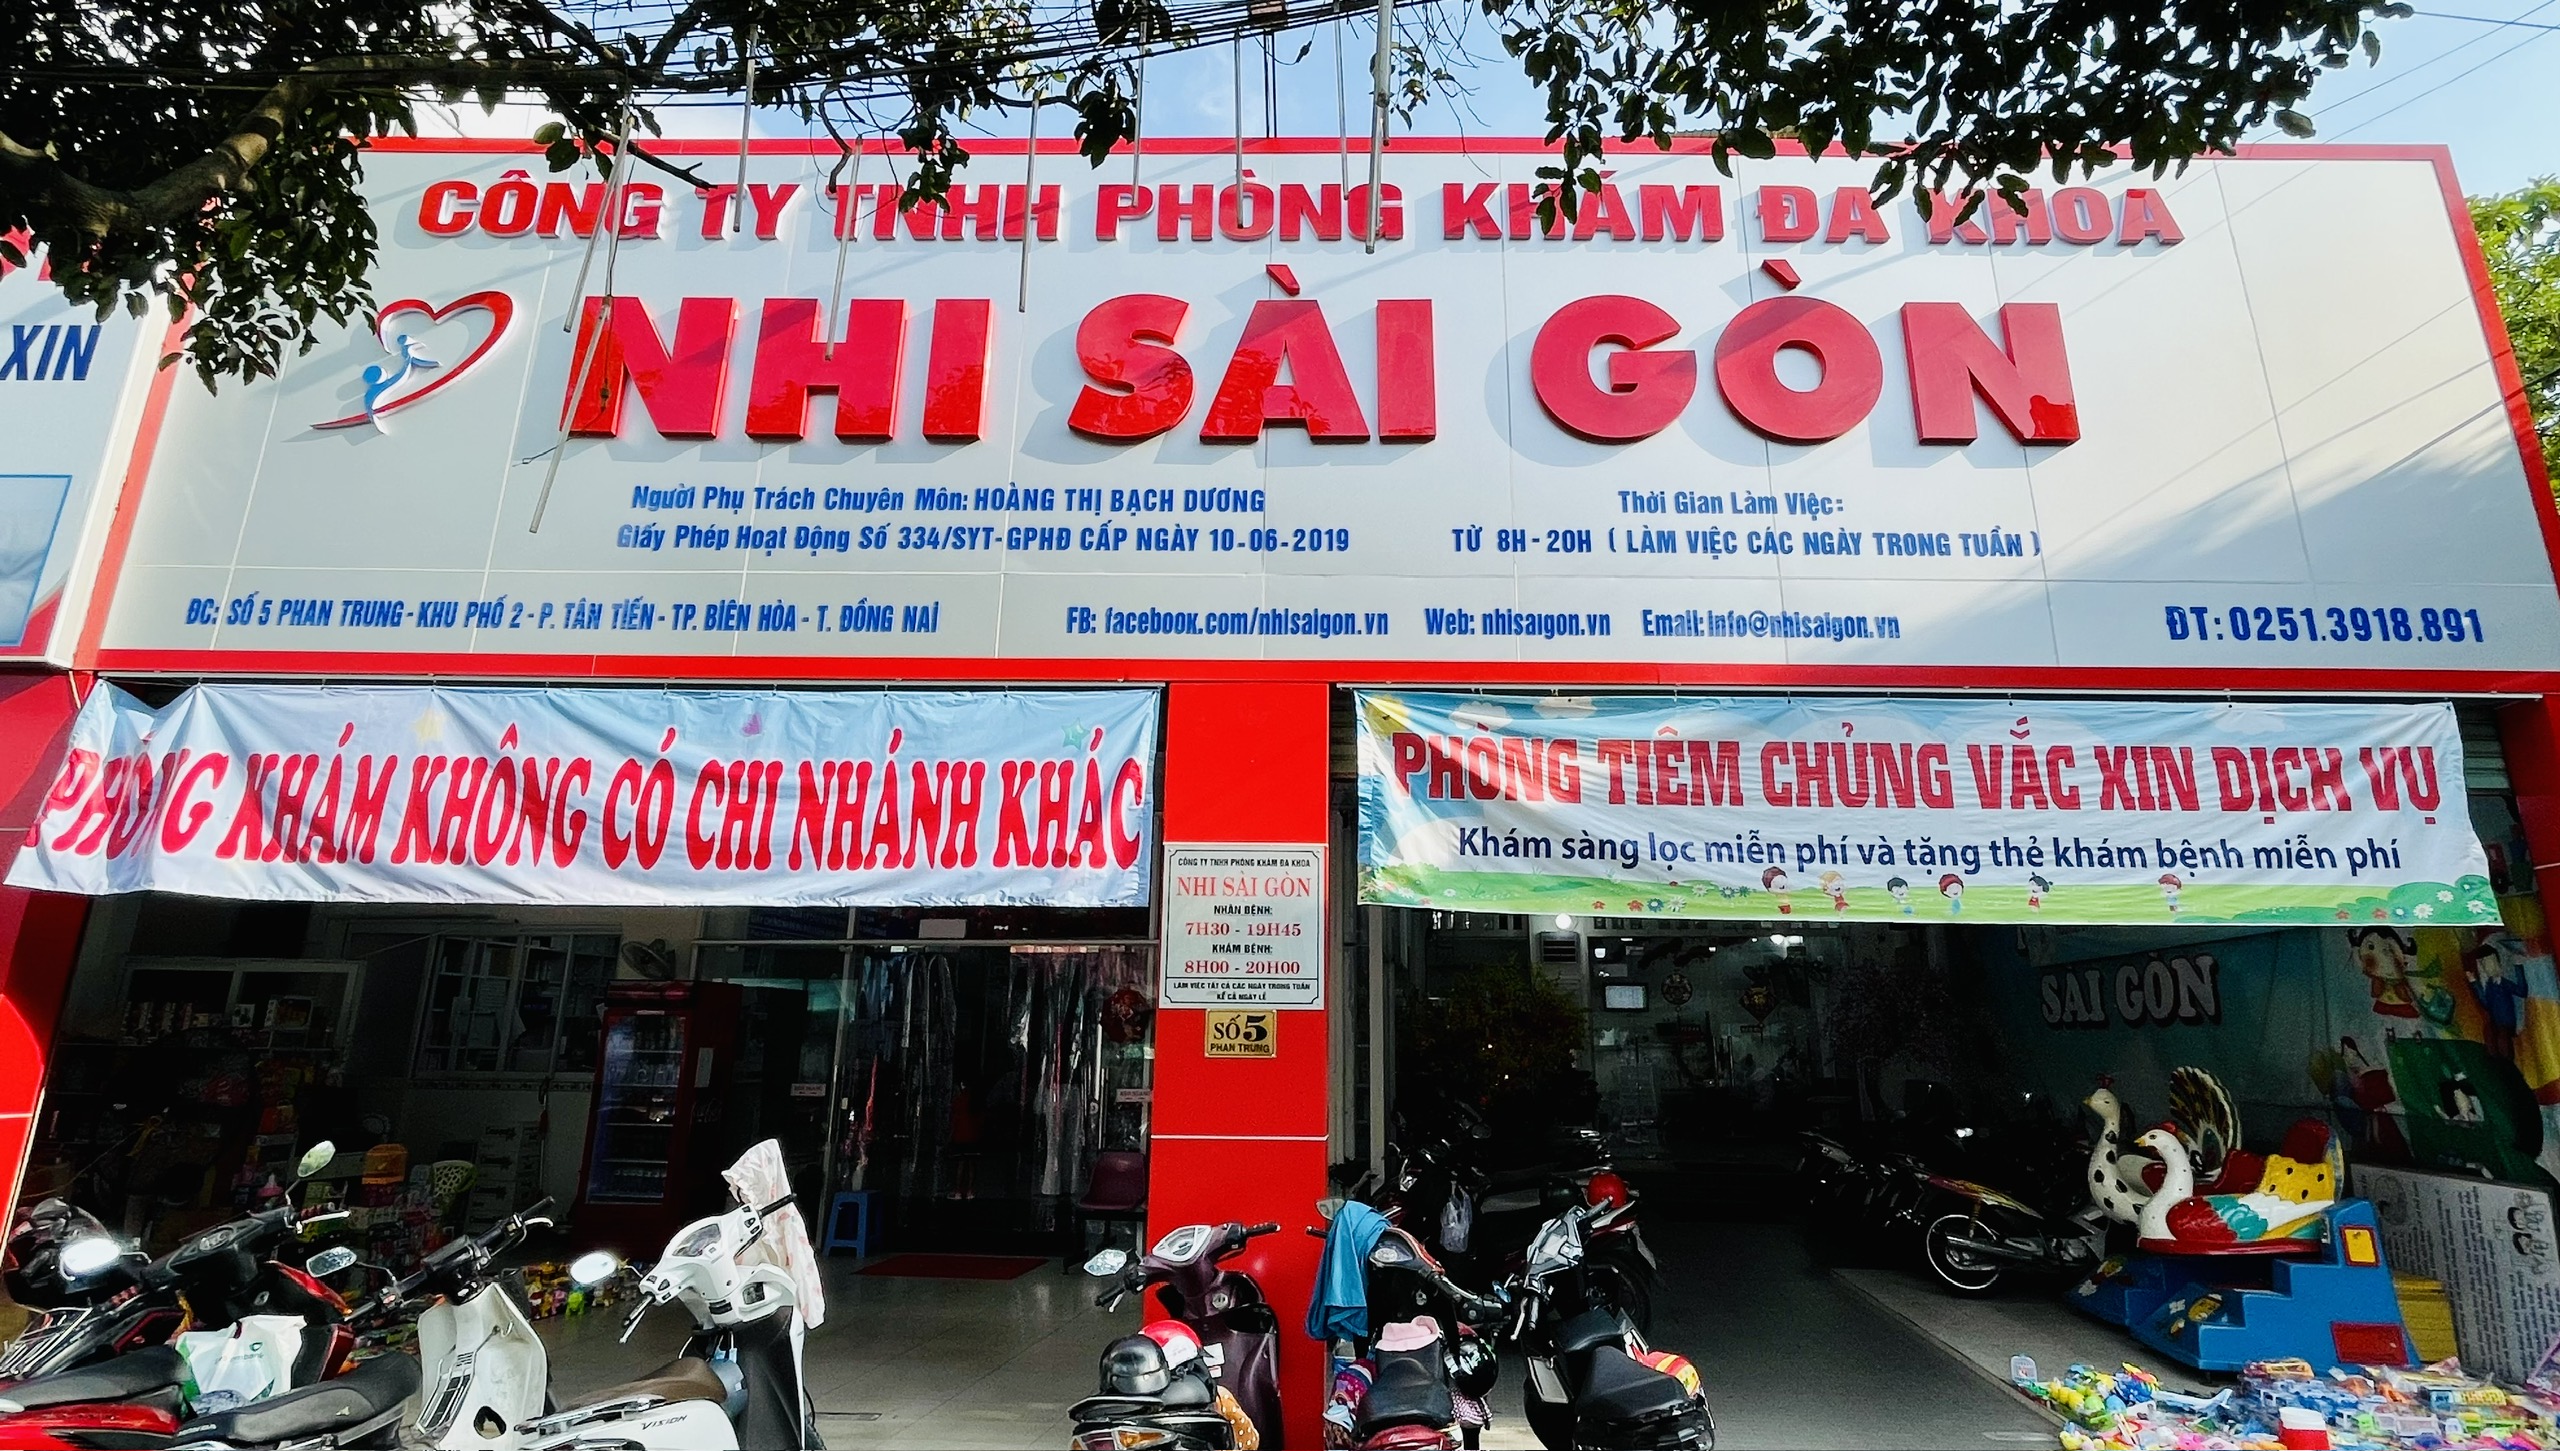 CÔNG TY TNHH PHÒNG KHÁM ĐA KHOA
XIN
NHI SÀI GÒN
Người Phụ Trách Chuyên Môn: HOÀNG THỊ BẠCH DƯƠNG
Giấy Phép Hoạt Động Số 334/SYT-GPHĐ CẤP NGÀY 10-06-2019
Thời Gian Làm Việc:
TỪ 8H-20H ( LÀM VIỆC CÁC NGÀY TRONG TUẦN )
ĐC: SỐ 5 PHAN TRUNG-KHU PHỐ 2-P. TÂN TIẾN-TP. BIÊN HÒA-T. ĐỒNG NAI
FB: facebook.com/nhisaigon.vn
Web: nhisaigon.vn
Email:info@nhisaigon.vn
ĐT:0251.3918.891
PHÒNG KHÁM KHÔNG CÓ CHI NHÁNH KHÁC
PHÒNG TIÊM CHỦNG VẮC XIN DỊCH VỤ
Khám sàng lọc miễn phí và tặng thẻ khám bệnh miễn phí
CÔNG TY TNHH PHÒNG KHÁM ĐA KHOA
NHI SÀI GÒN
NHẬN BỆNH:
7H30 - 19H45
KHÁM BỆNH:
8H00 - 20H00
LÀM VIỆC TẤT CẢ CÁC NGÀY TRONG TUẦN
KỂ CẢ NGÀY LỄ
SỐ 5
PHAN TRUNG
SÀI GÒN
VISION